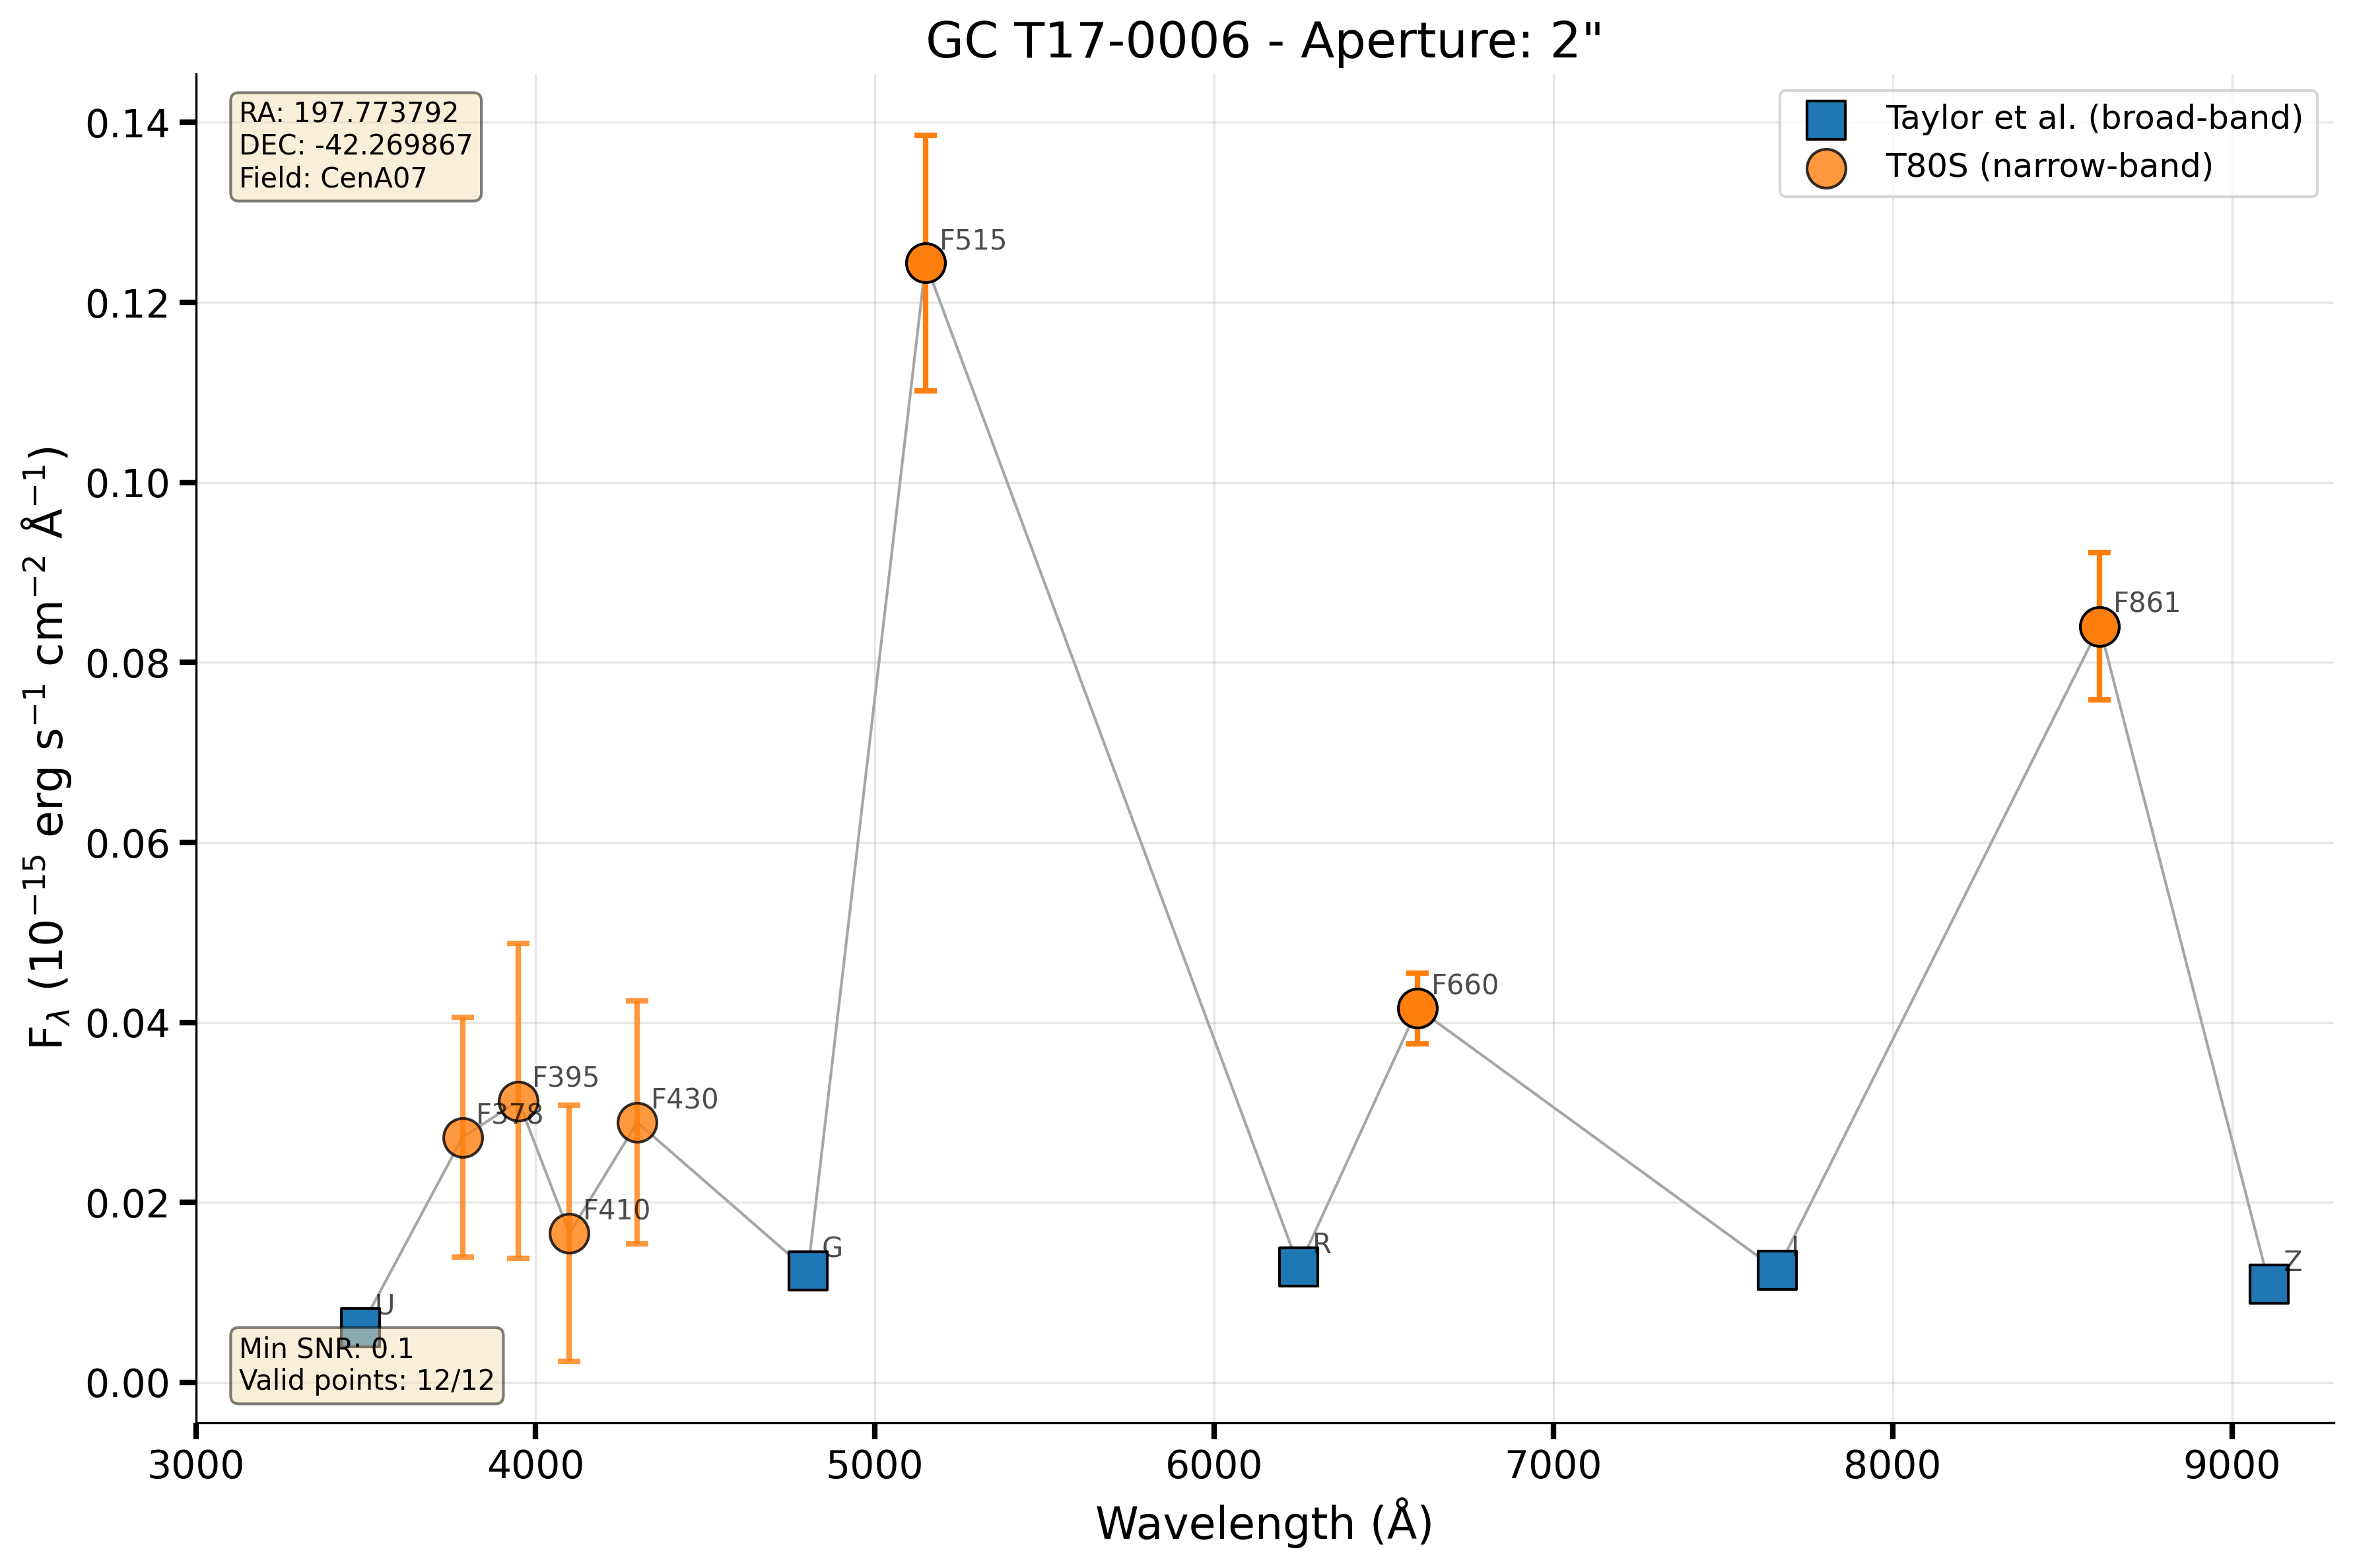 GC T17-0006 - Aperture: 2"
RA: 197.773792
DEC: -42.269867
Field: CenA07
Taylor et al. (broad-band)
T80S (narrow-band)
0.14
0.12
0.10
0.08
0.06
0.04
0.02
0.00
F_λ (10⁻¹⁵ erg s⁻¹ cm⁻² Å⁻¹)
F515
F861
F660
F395
F378
F430
F410
G
R
I
Z
U
Min SNR: 0.1
Valid points: 12/12
3000 4000 5000 6000 7000 8000 9000
Wavelength (Å)